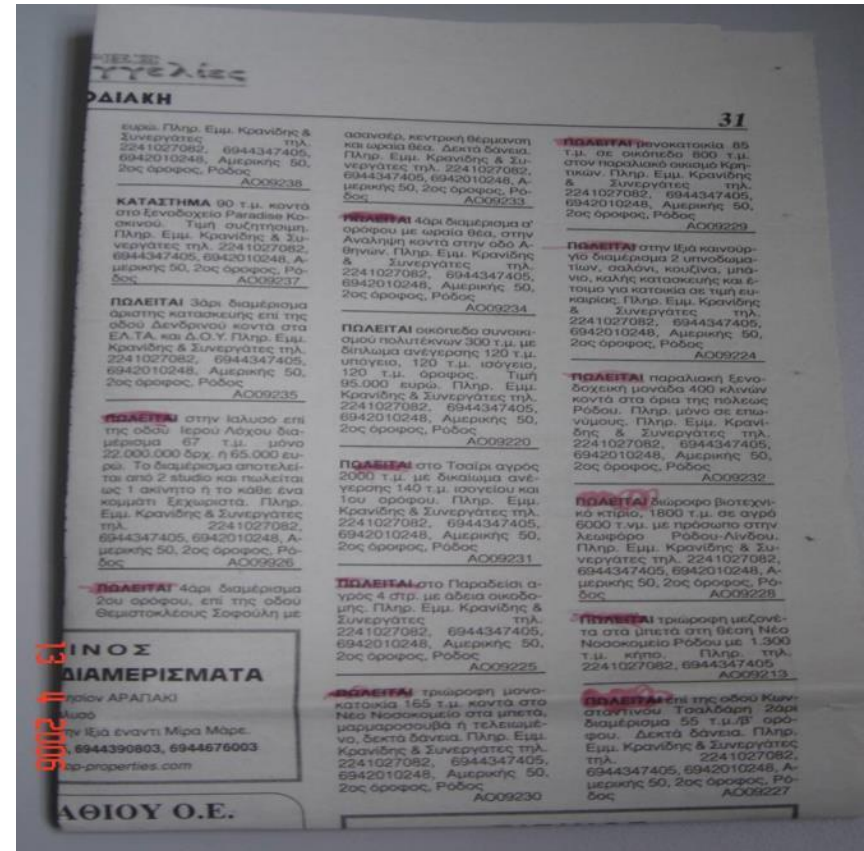 γγελίες
ΟΔΙΑΚΗ
31
ευρώ. Πληρ. Εμμ. Κρανίδης &
Συνεργάτες τηλ.
2241027082, 6944347405,
6942010248, Αμερικής 50,
2ος όροφος, Ρόδος
ΑΟ09238
ΚΑΤΑΣΤΗΜΑ 90 τ.μ. κοντά
στο ξενοδοχείο Paradise Κο-
σκινού. Τιμή συζητήσιμη.
Πληρ. Εμμ. Κρανίδης & Συ-
νεργάτες τηλ. 2241027082,
6944347405, 6942010248, Α-
μερικής 50, 2ος όροφος, Ρό-
δος ΑΟ09237
ΠΩΛΕΙΤΑΙ 3άρι διαμέρισμα
άριστης κατασκευής επί της
οδού Δενδρινού κοντά στα
ΕΛ.ΤΑ. και Δ.Ο.Υ. Πληρ. Εμμ.
Κρανίδης & Συνεργάτες τηλ.
2241027082, 6944347405,
6942010248, Αμερικής 50,
2ος όροφος, Ρόδος
ΑΟ09235
ΠΩΛΕΙΤΑΙ στην Ιαλυσό επί
της οδού Ιερού Λόχου δια-
μέρισμα 67 τ.μ. μόνο
22.000.000 δρχ. ή 65.000 ευ-
ρώ. Το διαμέρισμα αποτελεί-
ται από 2 studio και πωλείται
ως 1 ακίνητο ή το κάθε ένα
κομμάτι ξεχωριστά. Πληρ.
Εμμ. Κρανίδης & Συνεργάτες
τηλ. 2241027082,
6944347405, 6942010248, Α-
μερικής 50, 2ος όροφος, Ρό-
δος ΑΟ09926
ΠΩΛΕΙΤΑΙ 4άρι διαμέρισμα
2ου ορόφου, επί της οδού
Θεμιστοκλέους Σοφούλη με
ΙΝΟΣ
ΔΙΑΜΕΡΙΣΜΑΤΑ
ησίον ΑΡΑΠΑΚΙ
λυσό
ην Ιξιά έναντι Μίρα Μάρε.
, 6944390803, 6944676003
op-properties.com
ΑΘΙΟΥ Ο.Ε.
ασανσέρ, κεντρική θέρμανση
και ωραία θέα. Δεκτά δάνεια.
Πληρ. Εμμ. Κρανίδης & Συ-
νεργάτες τηλ. 2241027082,
6944347405, 6942010248, Α-
μερικής 50, 2ος όροφος, Ρό-
δος ΑΟ09233
ΠΩΛΕΙΤΑΙ 4άρι διαμέρισμα α'
ορόφου με ωραία θέα, στην
Ανάληψη κοντά στην οδό Α-
θηνών. Πληρ. Εμμ. Κρανίδης
& Συνεργάτες τηλ.
2241027082, 6944347405,
6942010248, Αμερικής 50,
2ος όροφος, Ρόδος
ΑΟ09234
ΠΩΛΕΙΤΑΙ οικόπεδο συνοικι-
σμού πολυτέκνων 300 τ.μ. με
δίπλωμα ανέγερσης 120 τ.μ.
υπόγειο, 120 τ.μ. ισόγειο,
120 τ.μ. όροφος. Τιμή
95.000 ευρώ. Πληρ. Εμμ.
Κρανίδης & Συνεργάτες τηλ.
2241027082, 6944347405,
6942010248, Αμερικής 50,
2ος όροφος, Ρόδος
ΑΟ09220
ΠΩΛΕΙΤΑΙ στο Τσαΐρι αγρός
2000 τ.μ. με δικαίωμα ανέ-
γερσης 140 τ.μ. ισογείου και
1ου ορόφου. Πληρ. Εμμ.
Κρανίδης & Συνεργάτες τηλ.
2241027082, 6944347405,
6942010248, Αμερικής 50,
2ος όροφος, Ρόδος
ΑΟ09231
ΠΩΛΕΙΤΑΙ στο Παραδείσι α-
γρός 4 στρ. με άδεια οικοδο-
μής. Πληρ. Εμμ. Κρανίδης &
Συνεργάτες τηλ.
2241027082, 6944347405,
6942010248, Αμερικής 50,
2ος όροφος, Ρόδος
ΑΟ09225
ΠΩΛΕΙΤΑΙ τριώροφη μονο-
κατοικία 165 τ.μ. κοντά στο
Νέο Νοσοκομείο στα μπετά,
μαρμαροσουβά ή τελειωμέ-
νο, δεκτά δάνεια. Πληρ. Εμμ.
Κρανίδης & Συνεργάτες τηλ.
2241027082, 6944347405,
6942010248, Αμερικής 50,
2ος όροφος, Ρόδος
ΑΟ09230
ΠΩΛΕΙΤΑΙ μονοκατοικία 85
τ.μ. σε οικόπεδο 800 τ.μ.
στον παραλιακό οικισμό Κρη-
τικών. Πληρ. Εμμ. Κρανίδης
& Συνεργάτες τηλ.
2241027082, 6944347405,
6942010248, Αμερικής 50,
2ος όροφος, Ρόδος
ΑΟ09229
ΠΩΛΕΙΤΑΙ στην Ιξιά καινούρ-
γιο διαμέρισμα 2 υπνοδωμα-
τίων, σαλόνι, κουζίνα, μπά-
νιο, καλής κατασκευής και έ-
τοιμο για κατοικία σε τιμή ευ-
καιρίας. Πληρ. Εμμ. Κρανίδης
& Συνεργάτες τηλ.
2241027082, 6944347405,
6942010248, Αμερικής 50,
2ος όροφος, Ρόδος
ΑΟ09224
ΠΩΛΕΙΤΑΙ παραλιακή ξενο-
δοχειακή μονάδα 400 κλινών
κοντά στα όρια της πόλεως
Ρόδου. Πληρ. μόνο σε επω-
νύμους. Πληρ. Εμμ. Κρανί-
δης & Συνεργάτες τηλ.
2241027082, 6944347405,
6942010248, Αμερικής 50,
2ος όροφος, Ρόδος
ΑΟ09232
ΠΩΛΕΙΤΑΙ διώροφο βιοτεχνι-
κό κτίριο, 1800 τ.μ. σε αγρό
6000 τ.νμ. με πρόσωπο στην
λεωφόρο Ρόδου-Λίνδου.
Πληρ. Εμμ. Κρανίδης & Συ-
νεργάτες τηλ. 2241027082,
6944347405, 6942010248, Α-
μερικής 50, 2ος όροφος, Ρό-
δος ΑΟ09228
ΠΩΛΕΙΤΑΙ τριώροφη μεζονέ-
τα στα μπετά στη θέση Νέο
Νοσοκομείο Ρόδου με 1.300
τ.μ. κήπο. Πληρ. τηλ.
2241027082, 6944347405
ΑΟ09213
ΠΩΛΕΙΤΑΙ επί της οδού Κων-
σταντίνου Τσαλδάρη 2άρι
διαμέρισμα 55 τ.μ./β' ορό-
φου. Δεκτά δάνεια. Πληρ.
Εμμ. Κρανίδης & Συνεργάτες
τηλ. 2241027082,
6944347405, 6942010248, Α-
μερικής 50, 2ος όροφος, Ρό-
δος ΑΟ09227
13 4 2006